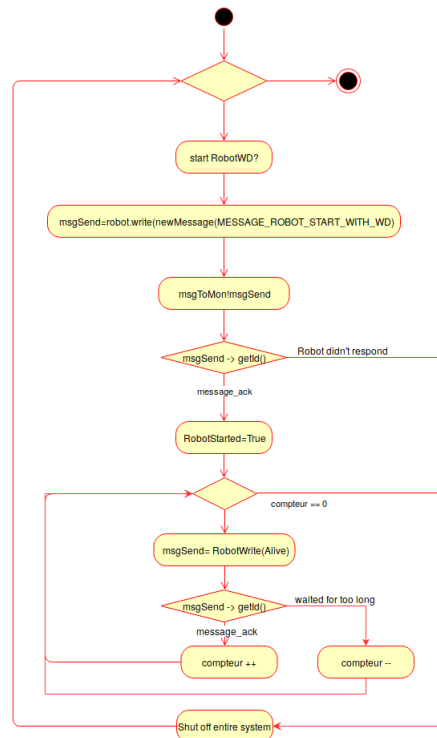 start RobotWD?
msgSend=robot.write(newMessage(MESSAGE_ROBOT_START_WITH_WD)
msgToMon!msgSend
msgSend -> getId()
Robot didn't respond
message_ack
RobotStarted=True
compteur == 0
msgSend= RobotWrite(Alive)
msgSend -> getId()
waited for too long
message_ack
compteur ++
compteur --
Shut off entire system